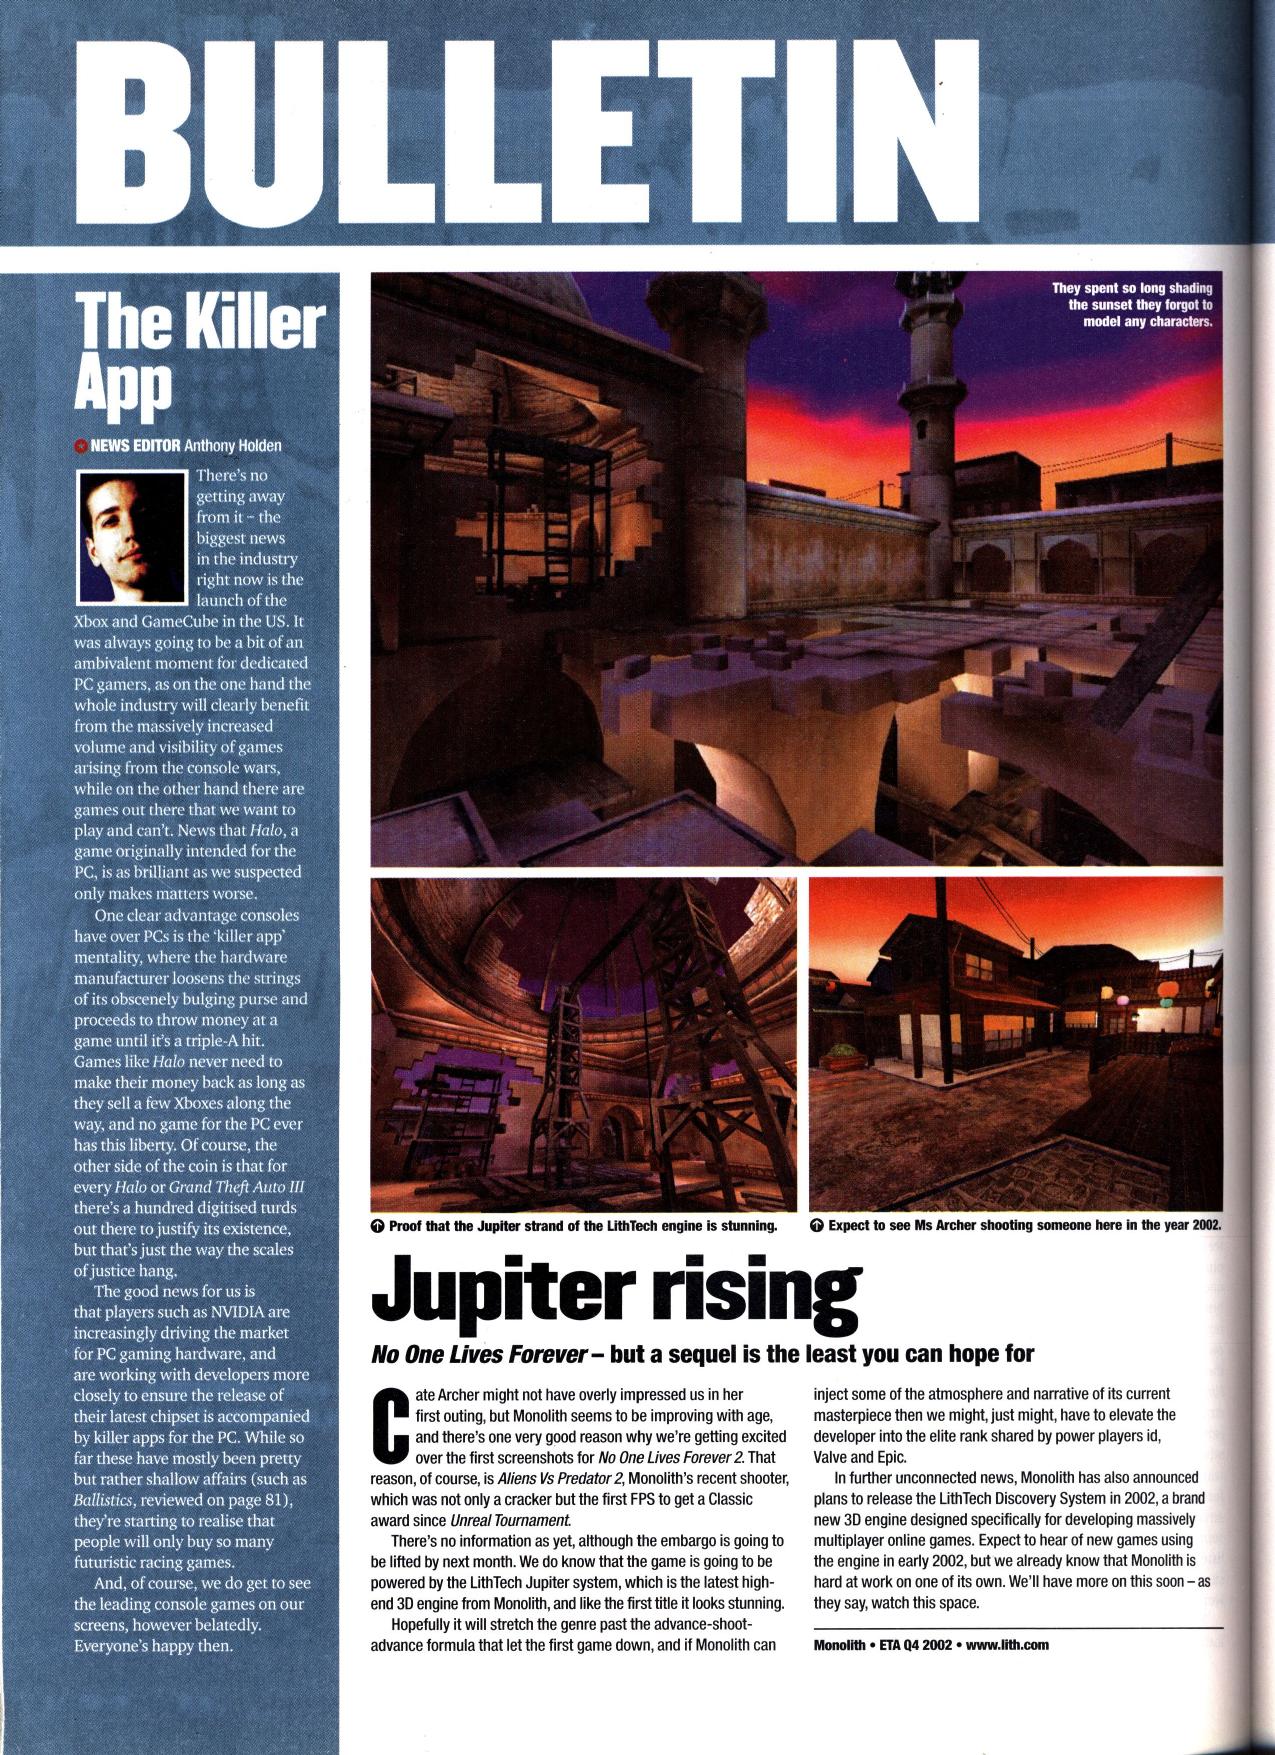 BULLETIN
The Killer
App
NEWS EDITOR Anthony Holden
There's no
getting away
from it – the
biggest news
in the industry
right now is the
launch of the
Xbox and GameCube in the US. It
was always going to be a bit of an
ambivalent moment for dedicated
PC gamers, as on the one hand the
whole industry will clearly benefit
from the massively increased
volume and visibility of games
arising from the console wars,
while on the other hand there are
games out there that we want to
play and can't. News that Halo, a
game originally intended for the
PC, is as brilliant as we suspected
only makes matters worse.
One clear advantage consoles
have over PCs is the 'killer app'
mentality, where the hardware
manufacturer loosens the strings
of its obscenely bulging purse and
proceeds to throw money at a
game until it's a triple-A hit.
Games like Halo never need to
make their money back as long as
they sell a few Xboxes along the
way, and no game for the PC ever
has this liberty. Of course, the
other side of the coin is that for
every Halo or Grand Theft Auto III
there's a hundred digitised turds
out there to justify its existence,
but that's just the way the scales
of justice hang.
The good news for us is
that players such as NVIDIA are
increasingly driving the market
for PC gaming hardware, and
are working with developers more
closely to ensure the release of
their latest chipset is accompanied
by killer apps for the PC. While so
far these have mostly been pretty
but rather shallow affairs (such as
Ballistics, reviewed on page 81),
they're starting to realise that
people will only buy so many
futuristic racing games.
And, of course, we do get to see
the leading console games on our
screens, however belatedly.
Everyone's happy then.
They spent so long shading
the sunset they forgot to
model any characters.
Proof that the Jupiter strand of the LithTech engine is stunning.
Expect to see Ms Archer shooting someone here in the year 2002.
Jupiter rising
No One Lives Forever – but a sequel is the least you can hope for
Cate Archer might not have overly impressed us in her
first outing, but Monolith seems to be improving with age,
and there's one very good reason why we're getting excited
over the first screenshots for No One Lives Forever 2. That
reason, of course, is Aliens Vs Predator 2, Monolith's recent shooter,
which was not only a cracker but the first FPS to get a Classic
award since Unreal Tournament.
There's no information as yet, although the embargo is going to
be lifted by next month. We do know that the game is going to be
powered by the LithTech Jupiter system, which is the latest high-
end 3D engine from Monolith, and like the first title it looks stunning.
Hopefully it will stretch the genre past the advance-shoot-
advance formula that let the first game down, and if Monolith can
inject some of the atmosphere and narrative of its current
masterpiece then we might, just might, have to elevate the
developer into the elite rank shared by power players id,
Valve and Epic.
In further unconnected news, Monolith has also announced
plans to release the LithTech Discovery System in 2002, a brand
new 3D engine designed specifically for developing massively
multiplayer online games. Expect to hear of new games using
the engine in early 2002, but we already know that Monolith is
hard at work on one of its own. We'll have more on this soon – as
they say, watch this space.
Monolith • ETA Q4 2002 • www.lith.com